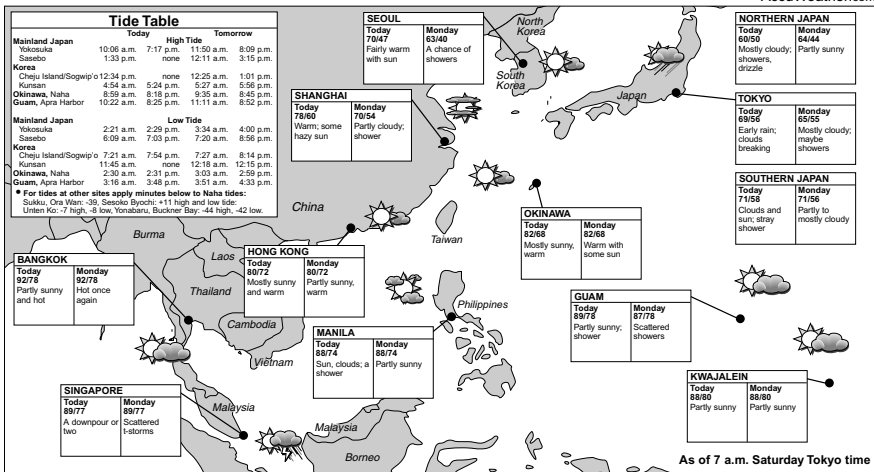 Tide Table
Today Tomorrow
Mainland Japan High Tide
Yokosuka 10:06 a.m. 7:17 p.m. 11:50 a.m. 8:09 p.m.
Sasebo 1:33 p.m. none 12:11 a.m. 3:15 p.m.
Korea
Cheju Island/Sogwip'o 12:34 p.m. none 12:25 a.m. 1:01 p.m.
Kunsan 4:54 a.m. 5:24 p.m. 5:27 a.m. 5:56 p.m.
Okinawa, Naha 8:59 a.m. 8:18 p.m. 9:35 a.m. 8:45 p.m.
Guam, Apra Harbor 10:22 a.m. 8:25 p.m. 11:11 a.m. 8:52 p.m.
Mainland Japan Low Tide
Yokosuka 2:21 a.m. 2:29 p.m. 3:34 a.m. 4:00 p.m.
Sasebo 6:09 a.m. 7:03 p.m. 7:20 a.m. 8:56 p.m.
Korea
Cheju Island/Sogwip'o 7:21 a.m. 7:54 p.m. 7:27 a.m. 8:14 p.m.
Kunsan 11:45 a.m. none 12:18 a.m. 12:15 p.m.
Okinawa, Naha 2:30 a.m. 2:31 p.m. 3:03 a.m. 2:59 p.m.
Guam, Apra Harbor 3:16 a.m. 3:48 p.m. 3:51 a.m. 4:33 p.m.
• For tides at other sites apply minutes below to Naha tides:
Sukku, Ora Wan: -39, Sesoko Byochi: +11 high and low tide:
Unten Ko: -7 high, -8 low, Yonabaru, Buckner Bay: -44 high, -42 low.
SEOUL
Today Monday
70/47 63/40
Fairly warm A chance of
with sun showers
North
Korea
South
Korea
Japan
NORTHERN JAPAN
Today Monday
60/50 64/44
Mostly cloudy; Partly sunny
showers,
drizzle
SHANGHAI
Today Monday
78/60 70/54
Warm; some Partly cloudy;
hazy sun shower
TOKYO
Today Monday
69/56 65/55
Early rain; Mostly cloudy;
clouds maybe
breaking showers
SOUTHERN JAPAN
Today Monday
71/58 71/56
Clouds and Partly to
sun; stray mostly cloudy
shower
China
Taiwan
OKINAWA
Today Monday
82/68 82/68
Mostly sunny, Warm with
warm some sun
Burma
Laos
Thailand
Cambodia
Vietnam
BANGKOK
Today Monday
92/78 92/78
Partly sunny Hot once
and hot again
HONG KONG
Today Monday
80/72 80/72
Mostly sunny Partly sunny,
and warm warm
Philippines
GUAM
Today Monday
89/78 87/78
Partly sunny; Scattered
shower showers
MANILA
Today Monday
88/74 88/74
Sun, clouds; a Partly sunny
shower
KWAJALEIN
Today Monday
88/80 88/80
Partly sunny Partly sunny
SINGAPORE
Today Monday
89/77 89/77
A downpour or Scattered
two t-storms
Malaysia
Malaysia
Borneo
As of 7 a.m. Saturday Tokyo time